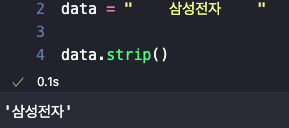 2 data = "    삼성전자    "
3
4 data.strip()
✓ 0.1s
'삼성전자'